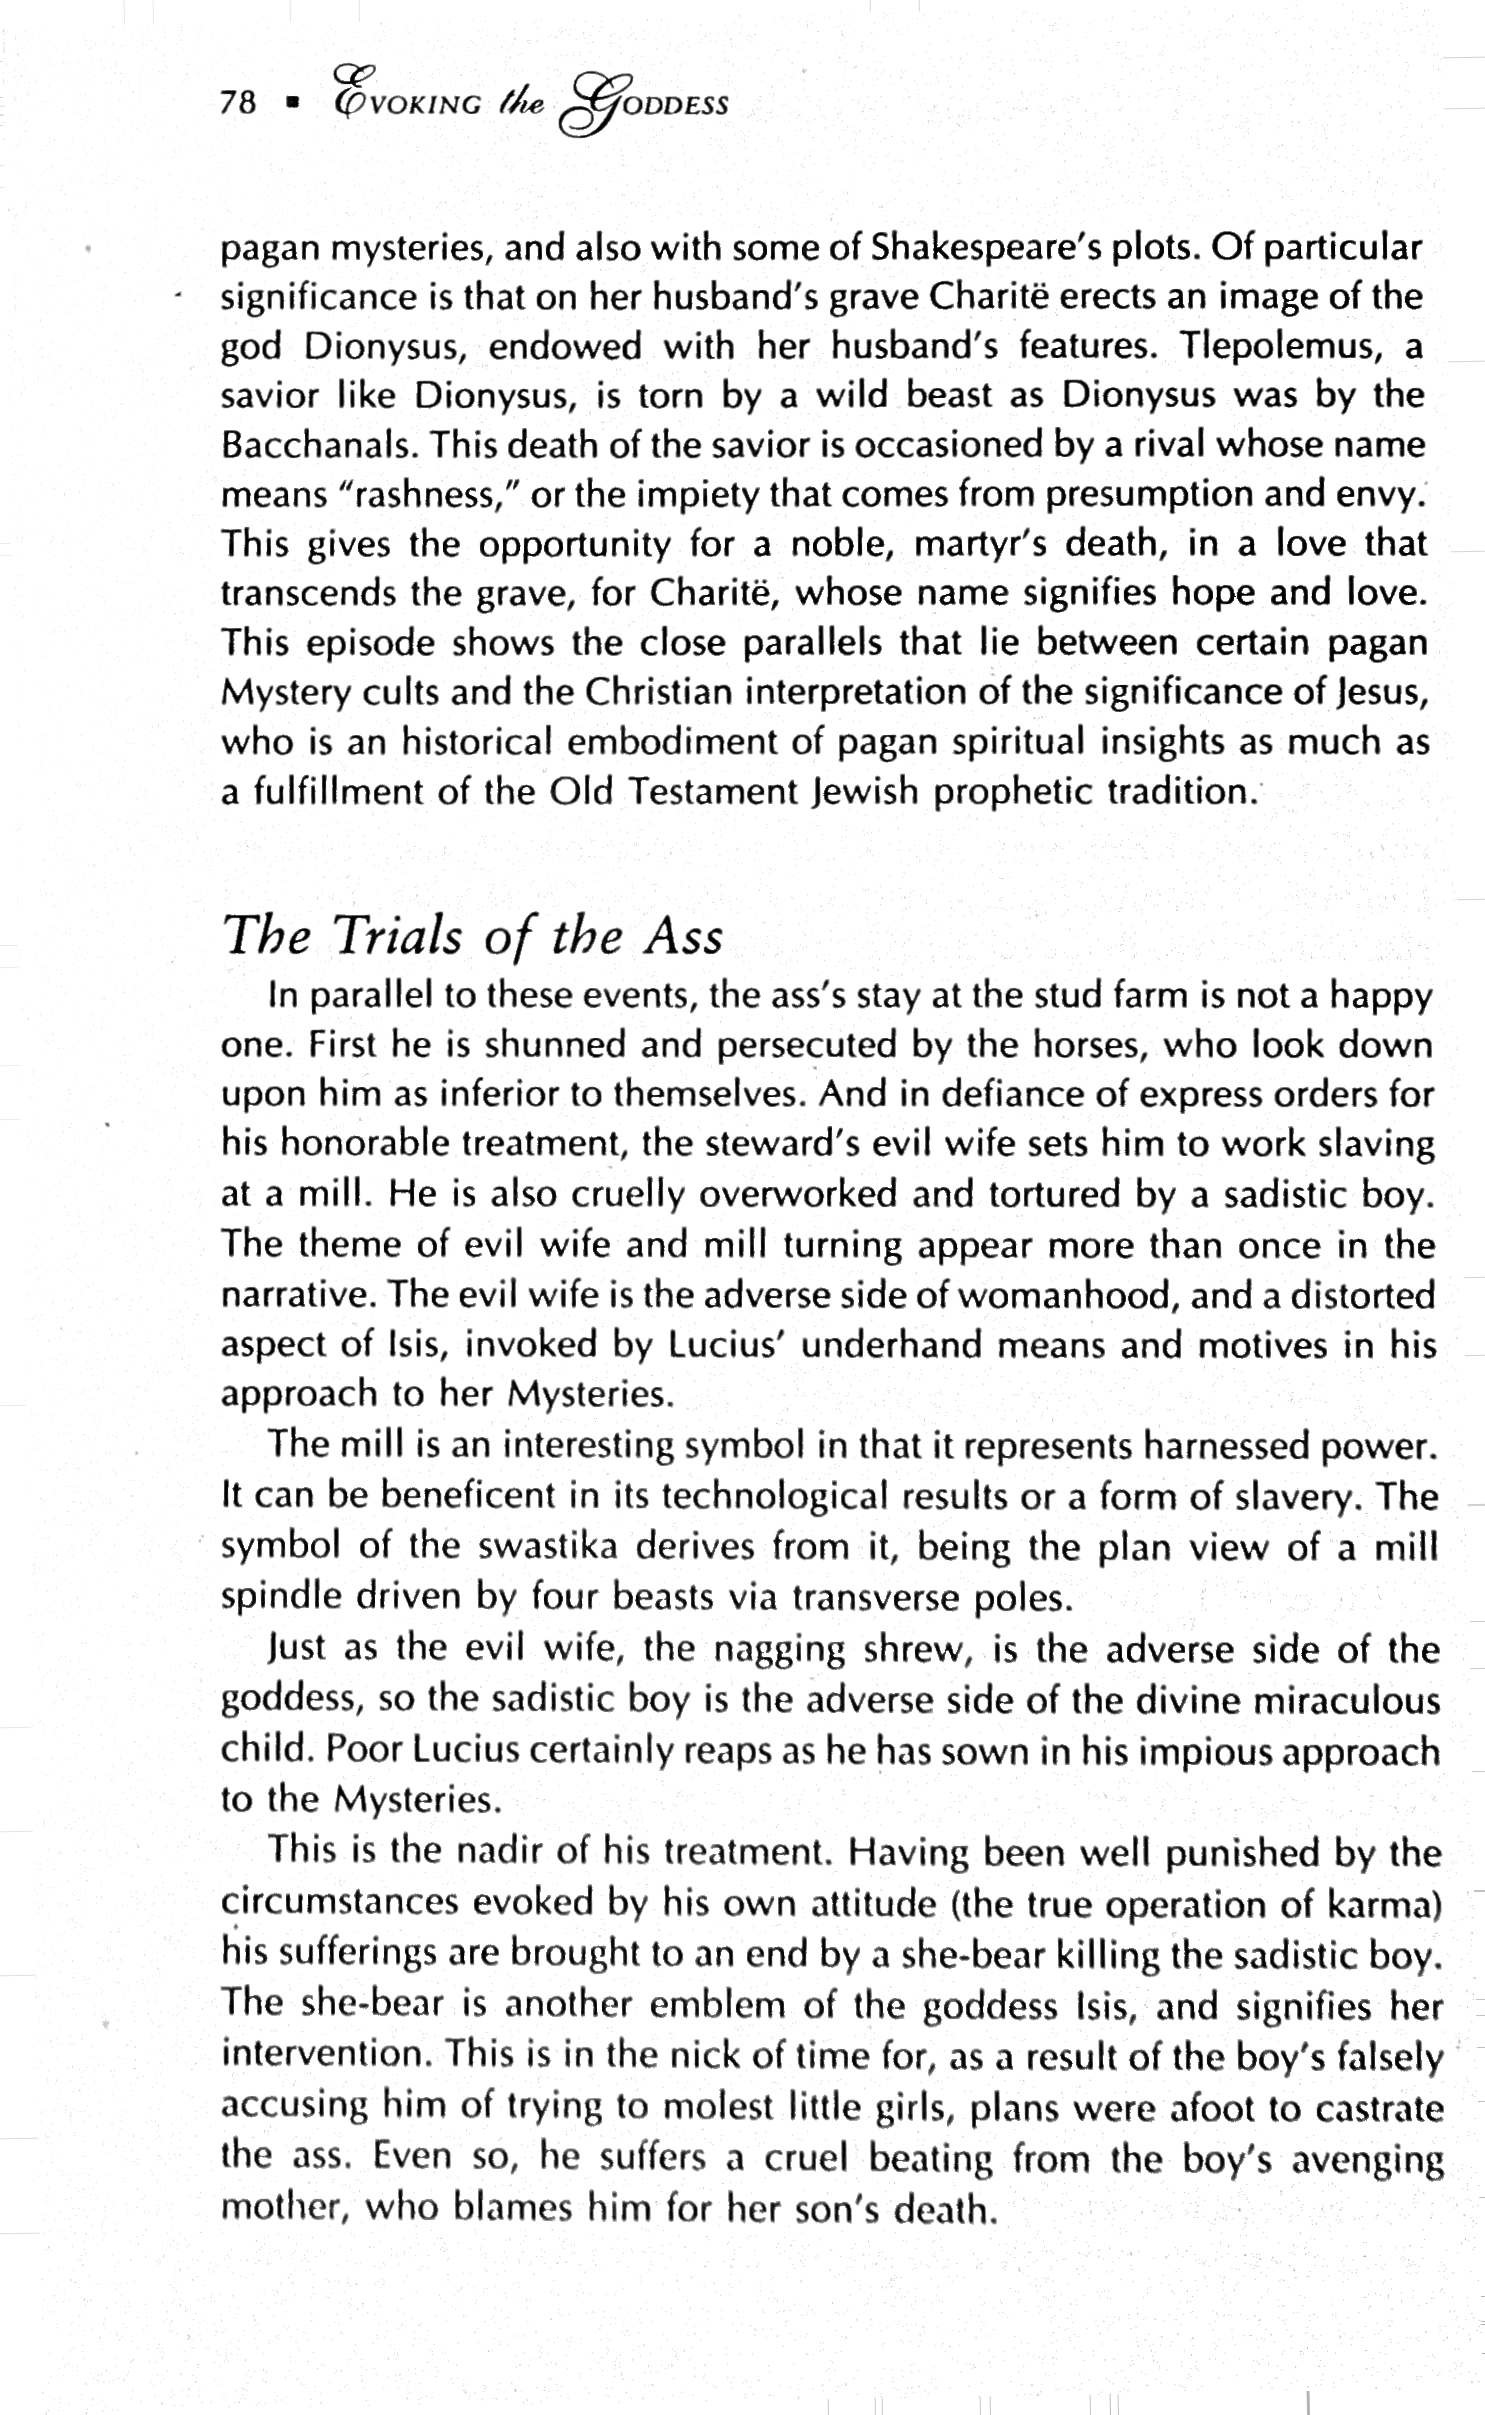 78 ▪ Evoking the Goddess
pagan mysteries, and also with some of Shakespeare's plots. Of particular
significance is that on her husband's grave Charitë erects an image of the
god Dionysus, endowed with her husband's features. Tlepolemus, a
savior like Dionysus, is torn by a wild beast as Dionysus was by the
Bacchanals. This death of the savior is occasioned by a rival whose name
means "rashness," or the impiety that comes from presumption and envy.
This gives the opportunity for a noble, martyr's death, in a love that
transcends the grave, for Charitë, whose name signifies hope and love.
This episode shows the close parallels that lie between certain pagan
Mystery cults and the Christian interpretation of the significance of Jesus,
who is an historical embodiment of pagan spiritual insights as much as
a fulfillment of the Old Testament Jewish prophetic tradition.
The Trials of the Ass
In parallel to these events, the ass's stay at the stud farm is not a happy
one. First he is shunned and persecuted by the horses, who look down
upon him as inferior to themselves. And in defiance of express orders for
his honorable treatment, the steward's evil wife sets him to work slaving
at a mill. He is also cruelly overworked and tortured by a sadistic boy.
The theme of evil wife and mill turning appear more than once in the
narrative. The evil wife is the adverse side of womanhood, and a distorted
aspect of Isis, invoked by Lucius' underhand means and motives in his
approach to her Mysteries.
The mill is an interesting symbol in that it represents harnessed power.
It can be beneficent in its technological results or a form of slavery. The
symbol of the swastika derives from it, being the plan view of a mill
spindle driven by four beasts via transverse poles.
Just as the evil wife, the nagging shrew, is the adverse side of the
goddess, so the sadistic boy is the adverse side of the divine miraculous
child. Poor Lucius certainly reaps as he has sown in his impious approach
to the Mysteries.
This is the nadir of his treatment. Having been well punished by the
circumstances evoked by his own attitude (the true operation of karma)
his sufferings are brought to an end by a she-bear killing the sadistic boy.
The she-bear is another emblem of the goddess Isis, and signifies her
intervention. This is in the nick of time for, as a result of the boy's falsely
accusing him of trying to molest little girls, plans were afoot to castrate
the ass. Even so, he suffers a cruel beating from the boy's avenging
mother, who blames him for her son's death.